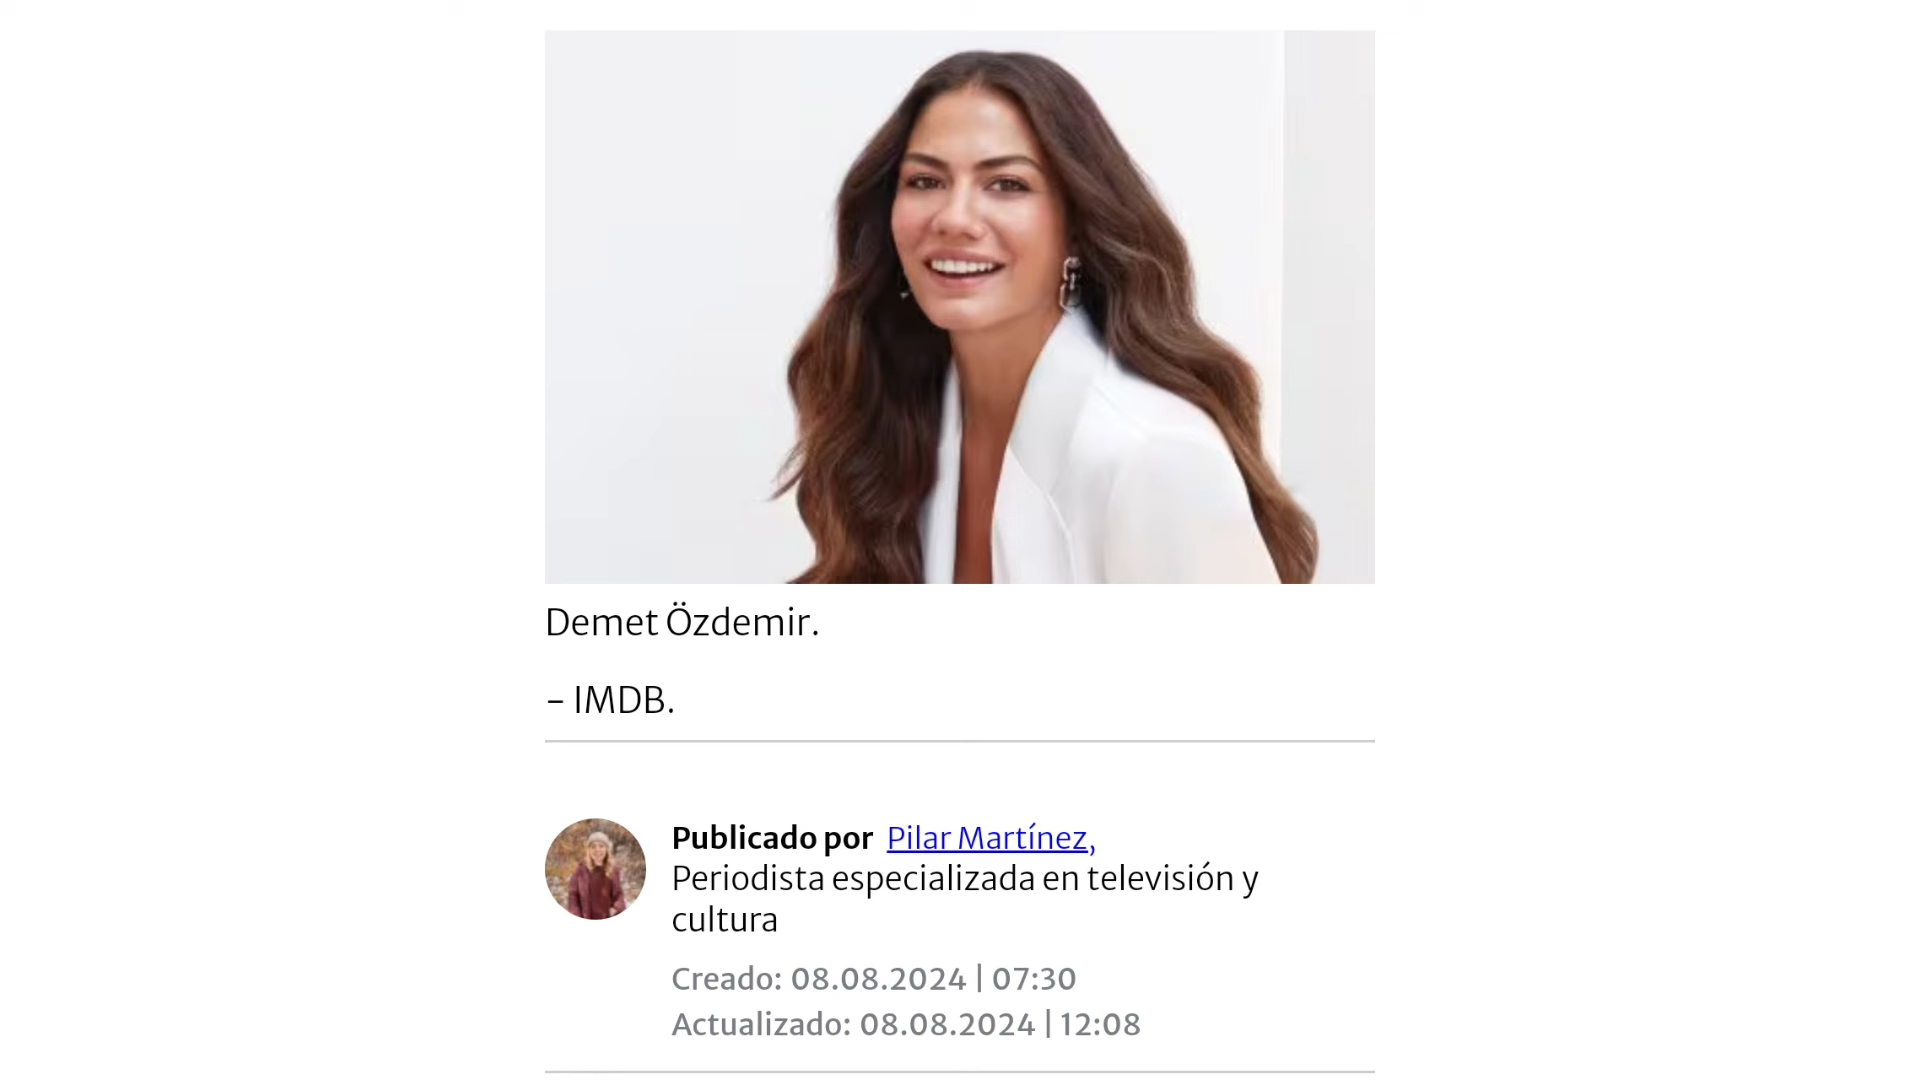 Demet Özdemir.
– IMDB.
Publicado por Pilar Martínez,
Periodista especializada en televisión y
cultura
Creado: 08.08.2024 | 07:30
Actualizado: 08.08.2024 | 12:08